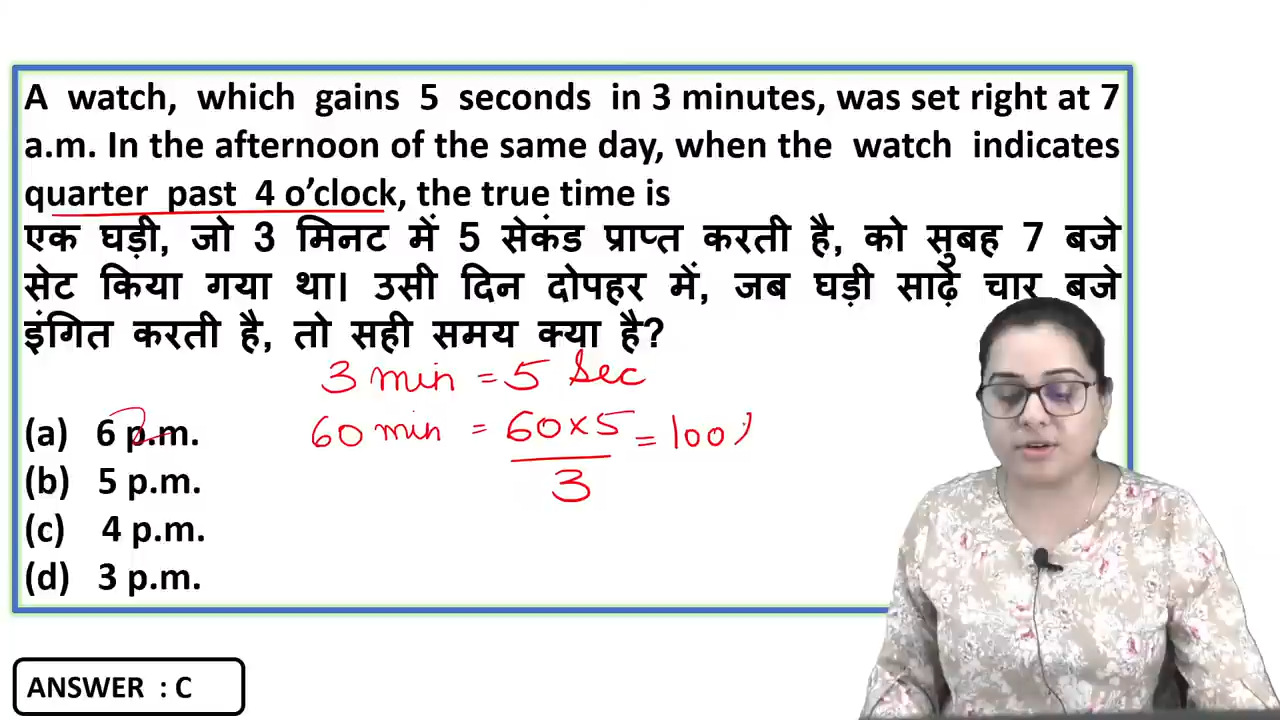 A watch, which gains 5 seconds in 3 minutes, was set right at 7
a.m. In the afternoon of the same day, when the watch indicates
quarter past 4 o’clock, the true time is
एक घड़ी, जो 3 मिनट में 5 सेकंड प्राप्त करती है, को सुबह 7 बजे
सेट किया गया था। उसी दिन दोपहर में, जब घड़ी साढ़े चार बजे
इंगित करती है, तो सही समय क्या है?
3 min = 5 Sec
(a) 6 p.m.
60 min = 60×5/3 = 100
(b) 5 p.m.
(c) 4 p.m.
(d) 3 p.m.
ANSWER : C